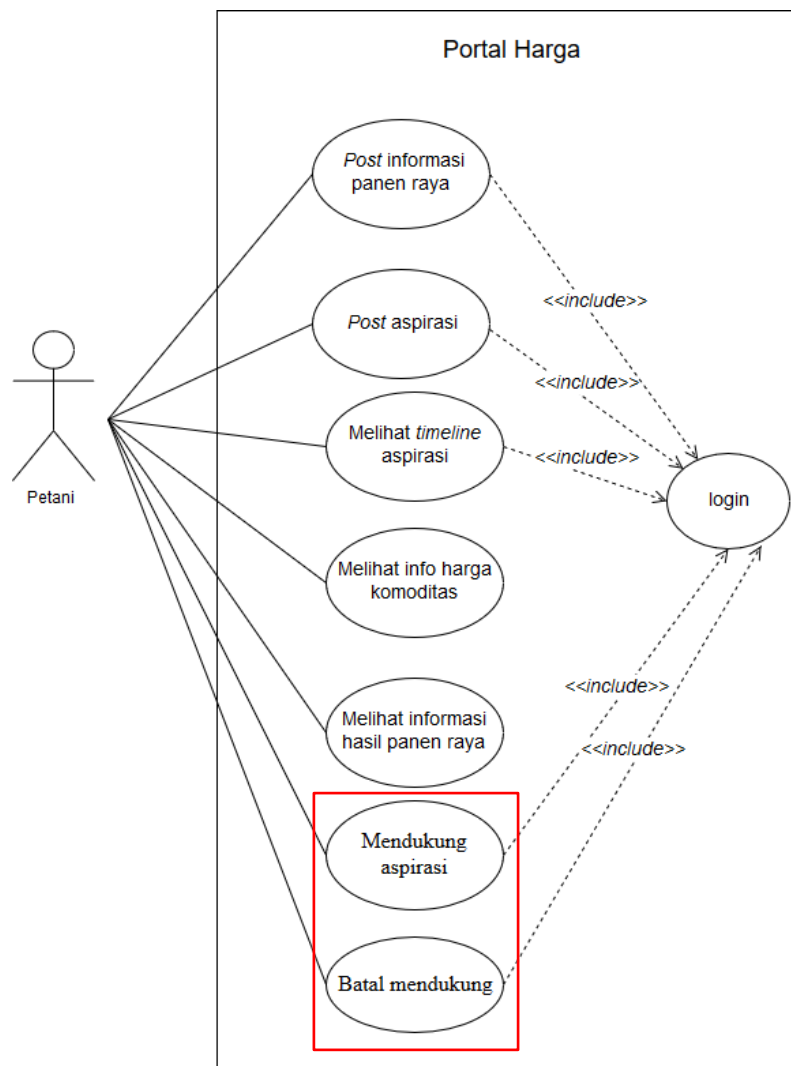 Portal Harga
Post informasi
panen raya
<<include>>
Post aspirasi
<<include>>
Melihat timeline
aspirasi
<<include>>
Petani
login
Melihat info harga
komoditas
<<include>>
Melihat informasi
hasil panen raya
<<include>>
Mendukung
aspirasi
Batal mendukung